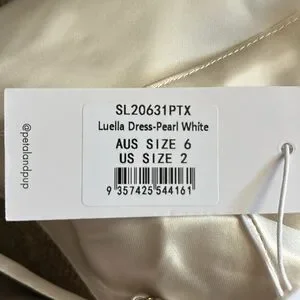 SL20631PTX
Luella Dress-Pearl White
AUS SIZE 6
US SIZE 2
9 357425 544161
@petalandpup